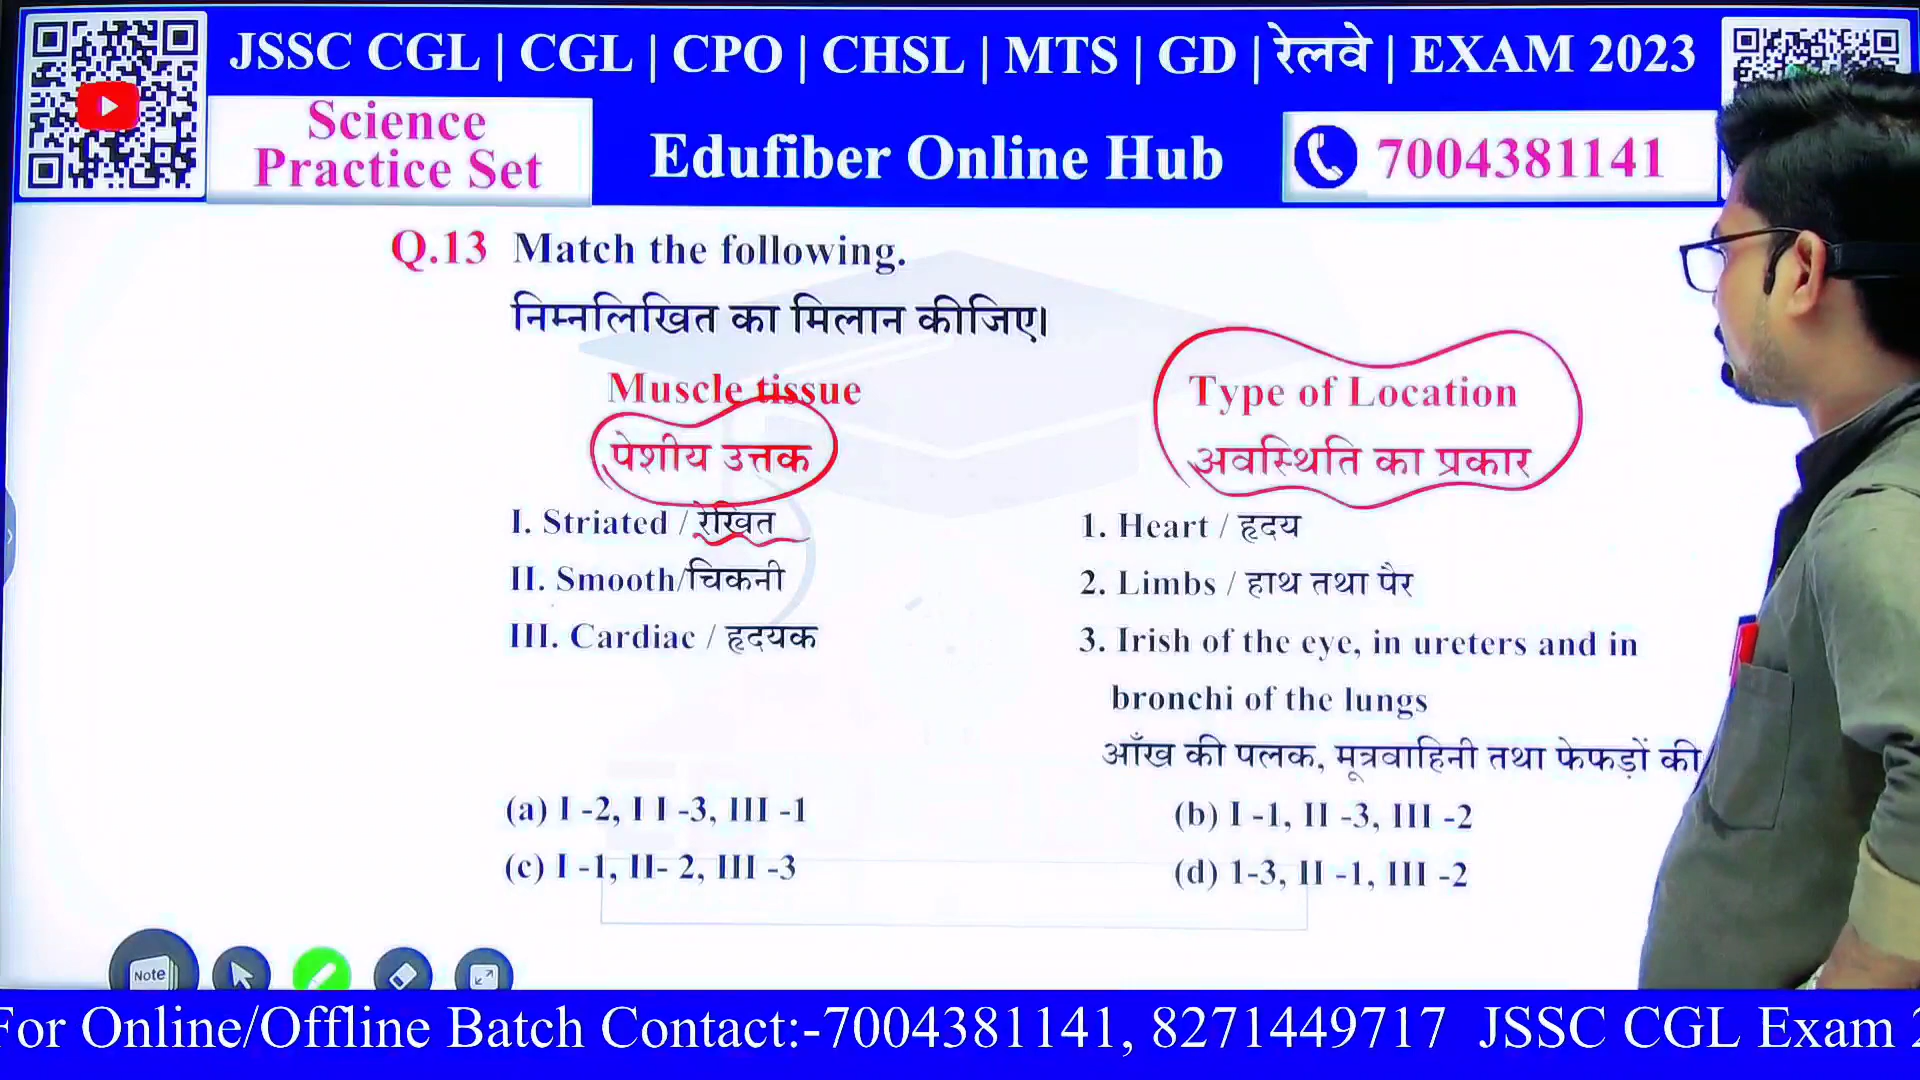 JSSC CGL | CGL | CPO | CHSL | MTS | GD | रेलवे | EXAM 2023
Science
Practice Set
Edufiber Online Hub
7004381141
Q.13 Match the following.
निम्नलिखित का मिलान कीजिए।
Muscle tissue
Type of Location
पेशीय उत्तक
अवस्थिति का प्रकार
I. Striated / रेखित
1. Heart / हृदय
II. Smooth/चिकनी
2. Limbs / हाथ तथा पैर
III. Cardiac / हृदयक
3. Irish of the eye, in ureters and in
bronchi of the lungs
आँख की पलक, मूत्रवाहिनी तथा फेफड़ों की
(a) I -2, I I -3, III -1
(b) I -1, II -3, III -2
(c) I -1, II- 2, III -3
(d) 1-3, II -1, III -2
Note
For Online/Offline Batch Contact:-7004381141, 8271449717 JSSC CGL Exam